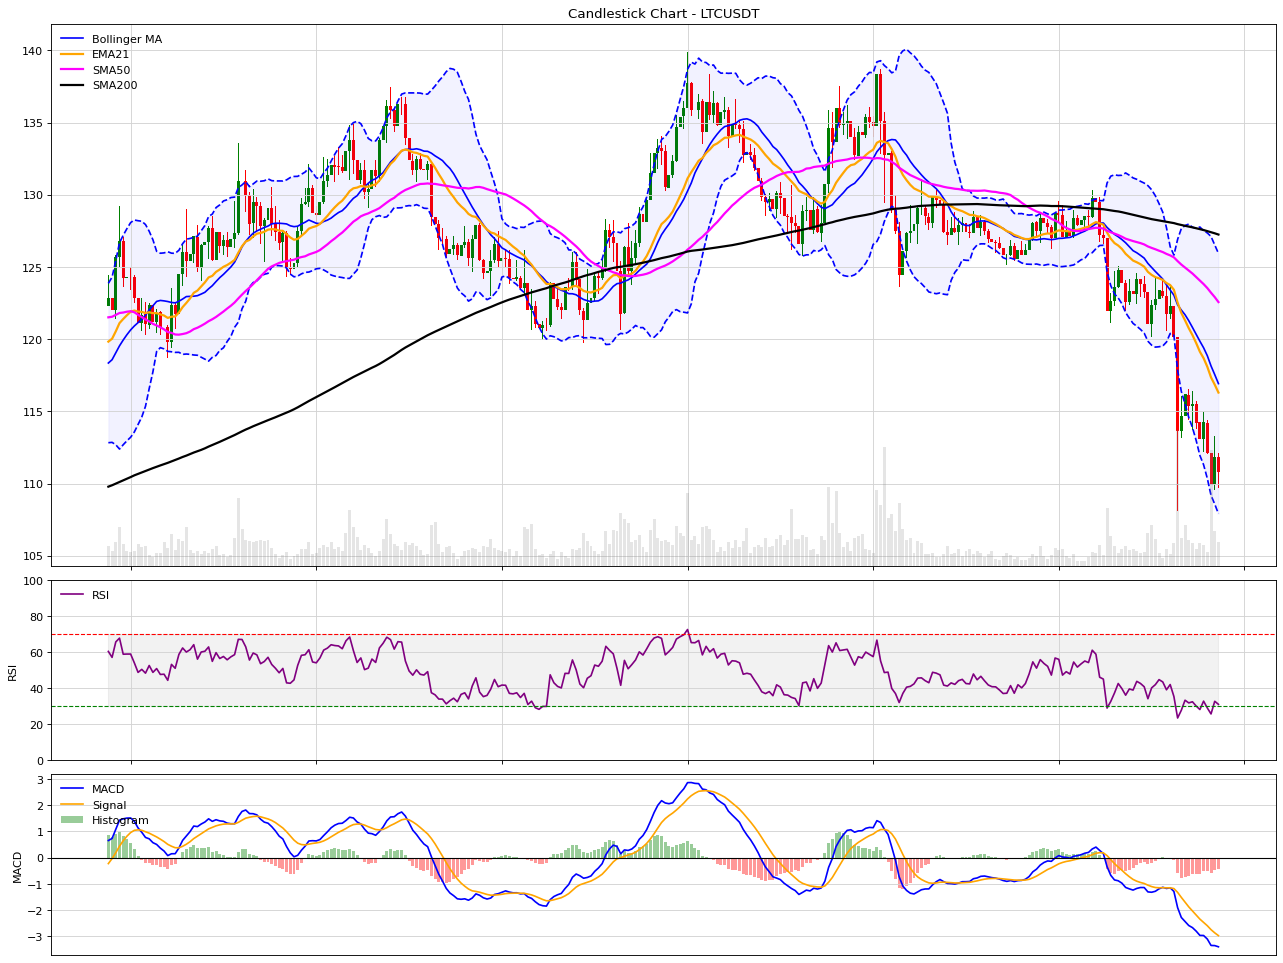 Candlestick Chart - LTCUSDT
Bollinger MA
EMA21
SMA50
SMA200
140
135
130
125
120
115
110
105
RSI
100
80
60
40
20
0
RSI
MACD
Signal
Histogram
3
2
1
0
−1
−2
−3
MACD